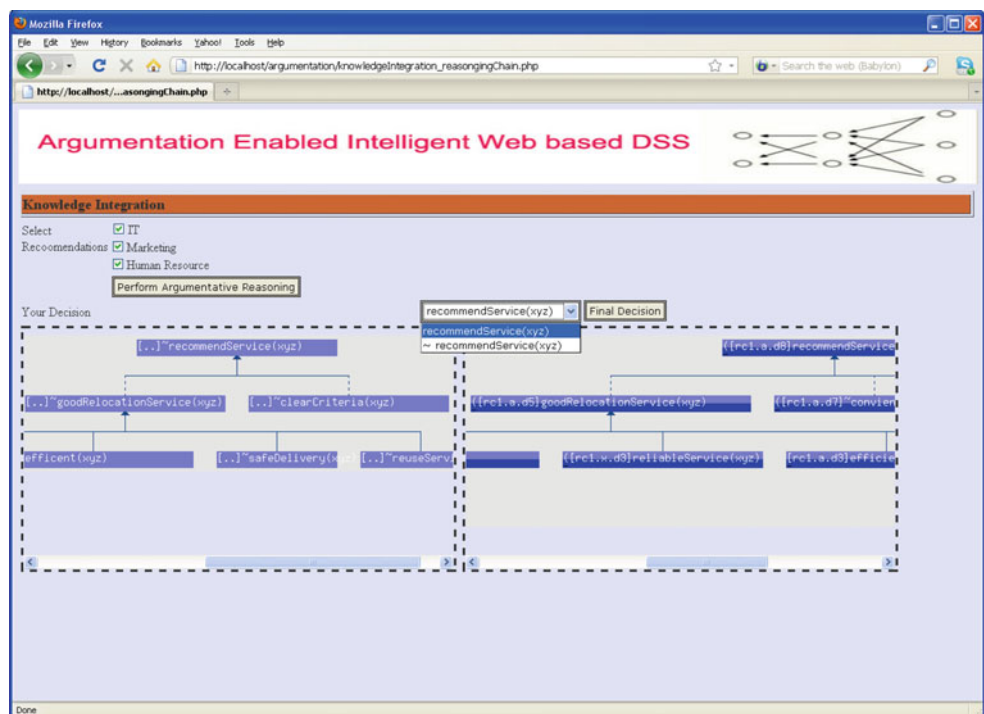 Mozilla Firefox
File Edit View History Bookmarks Yahoo! Tools Help
http://localhost/argumentation/knowledgeIntegration_reasongingChain.php
Search the web (Babylon)
http://localhost/...asongingChain.php
Argumentation Enabled Intelligent Web based DSS
Knowledge Integration
Select
Recoomendations
IT
Marketing
Human Resource
Perform Argumentative Reasoning
Your Decision
recommendService(xyz)
Final Decision
recommendService(xyz)
~ recommendService(xyz)
[..]~recommendService(xyz)
[..]~goodRelocationService(xyz) [..]~clearCriteria(xyz)
efficent(xyz) [..]~safeDelivery(x [..]~reuseServ
([rc1.a.d8]recommendService
([rc1.a.d5]goodRelocationService(xyz) ([rc1.a.d7]~convien
([rc1.x.d3]reliableService(xyz) [rc1.a.d3]efficie
Done